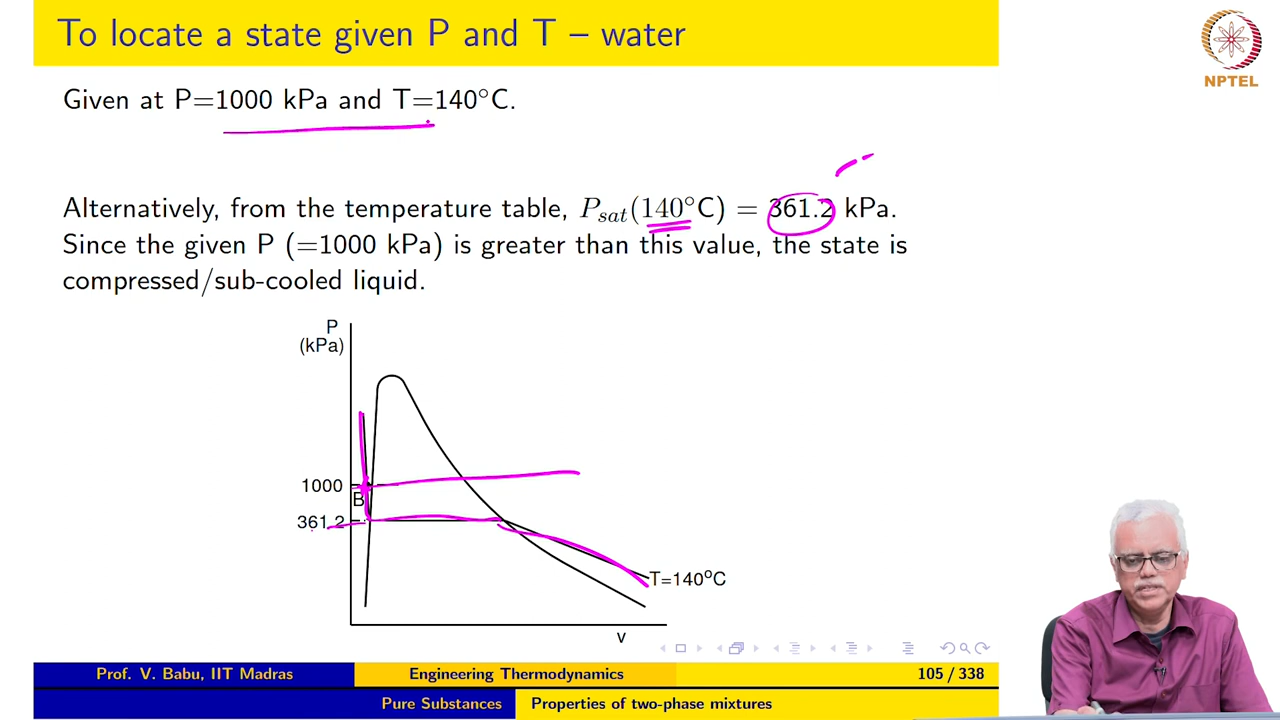 To locate a state given P and T – water
NPTEL
Given at P=1000 kPa and T=140°C.
Alternatively, from the temperature table, P_sat(140°C) = 361.2 kPa.
Since the given P (=1000 kPa) is greater than this value, the state is
compressed/sub-cooled liquid.
P
(kPa)
1000
B
361.2
T=140°C
v
Prof. V. Babu, IIT Madras Engineering Thermodynamics 105 / 338
Pure Substances Properties of two-phase mixtures